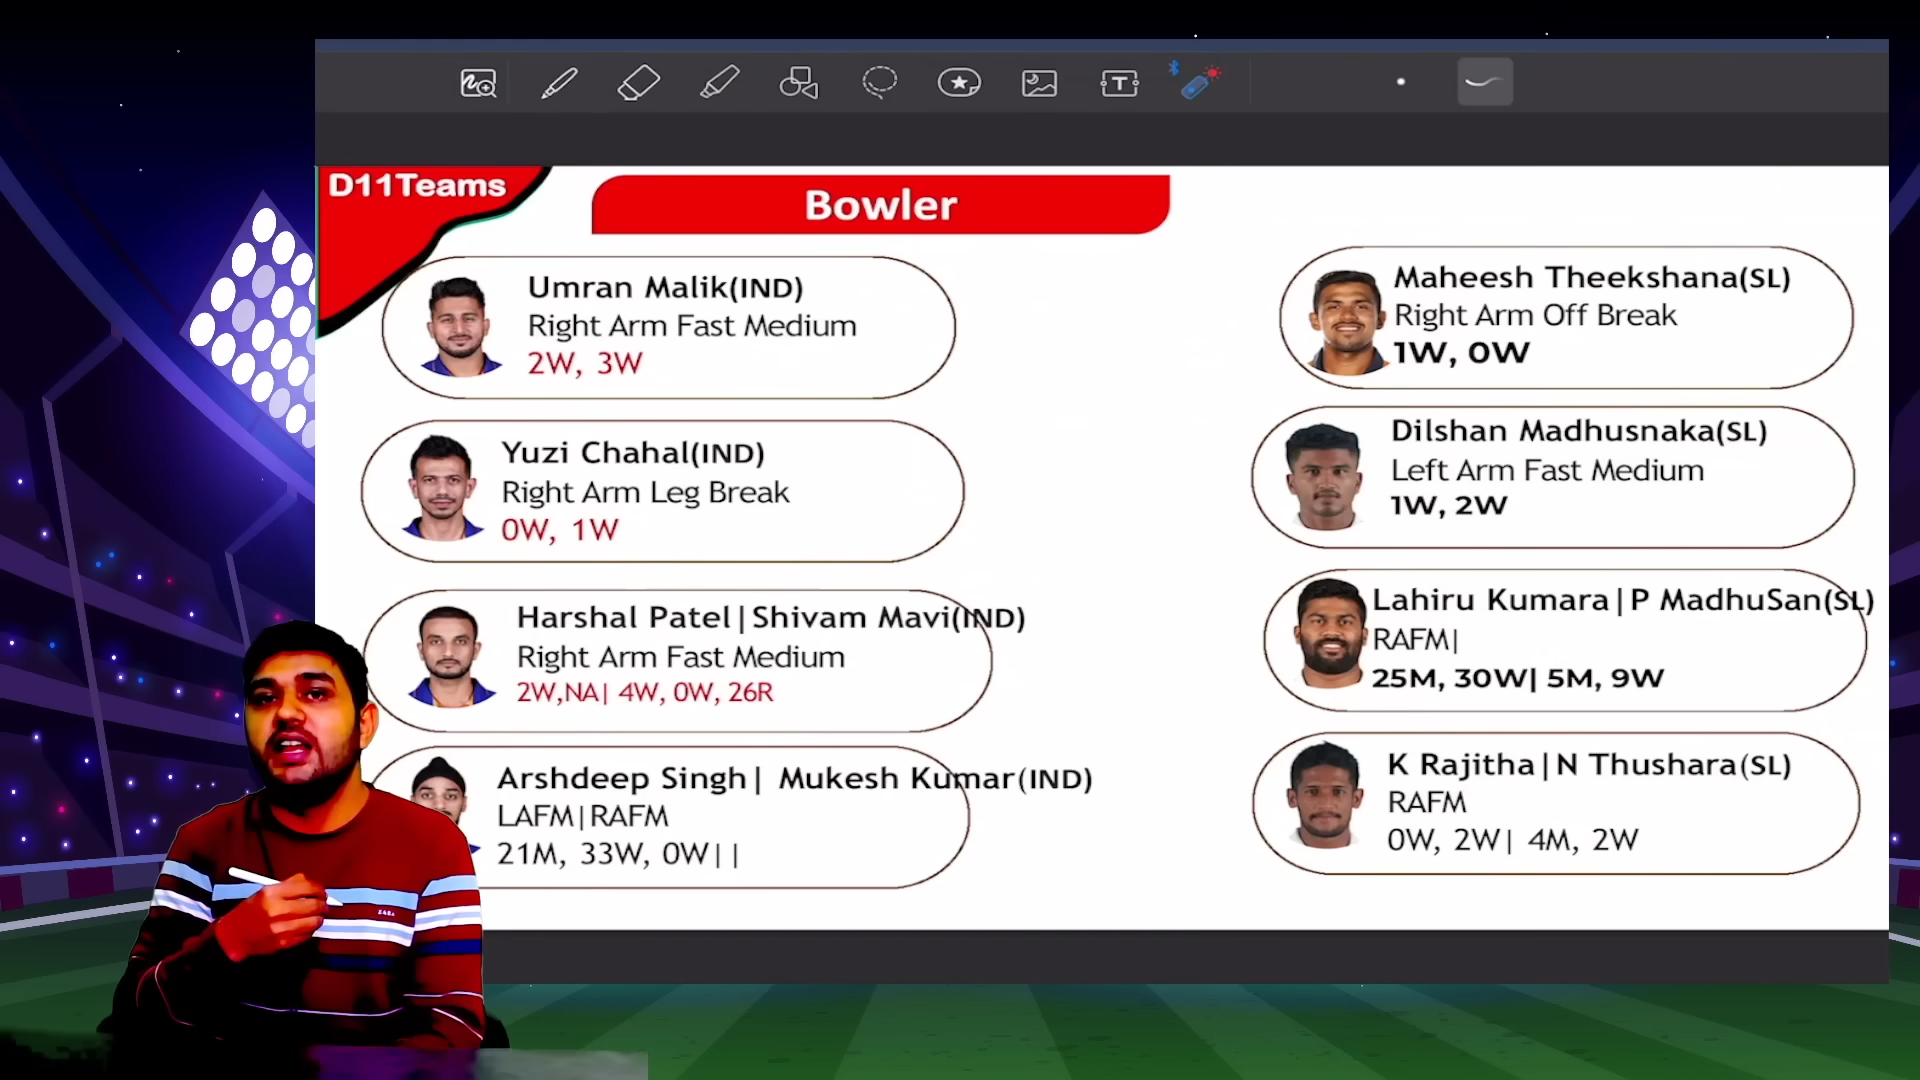 D11Teams
Bowler
Umran Malik(IND)
Right Arm Fast Medium
2W, 3W
Yuzi Chahal(IND)
Right Arm Leg Break
0W, 1W
Harshal Patel|Shivam Mavi(IND)
Right Arm Fast Medium
2W,NA| 4W, 0W, 26R
Arshdeep Singh| Mukesh Kumar(IND)
LAFM|RAFM
21M, 33W, 0W||
Maheesh Theekshana(SL)
Right Arm Off Break
1W, 0W
Dilshan Madhusnaka(SL)
Left Arm Fast Medium
1W, 2W
Lahiru Kumara|P MadhuSan(SL)
RAFM|
25M, 30W| 5M, 9W
K Rajitha|N Thushara(SL)
RAFM
0W, 2W| 4M, 2W
T
ZARA